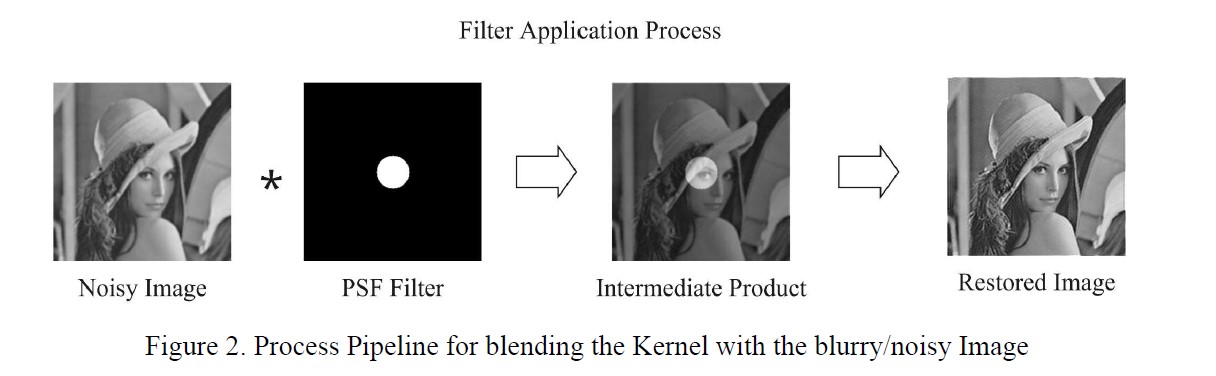 Filter Application Process
*
Noisy Image
PSF Filter
Intermediate Product
Restored Image
Figure 2. Process Pipeline for blending the Kernel with the blurry/noisy Image